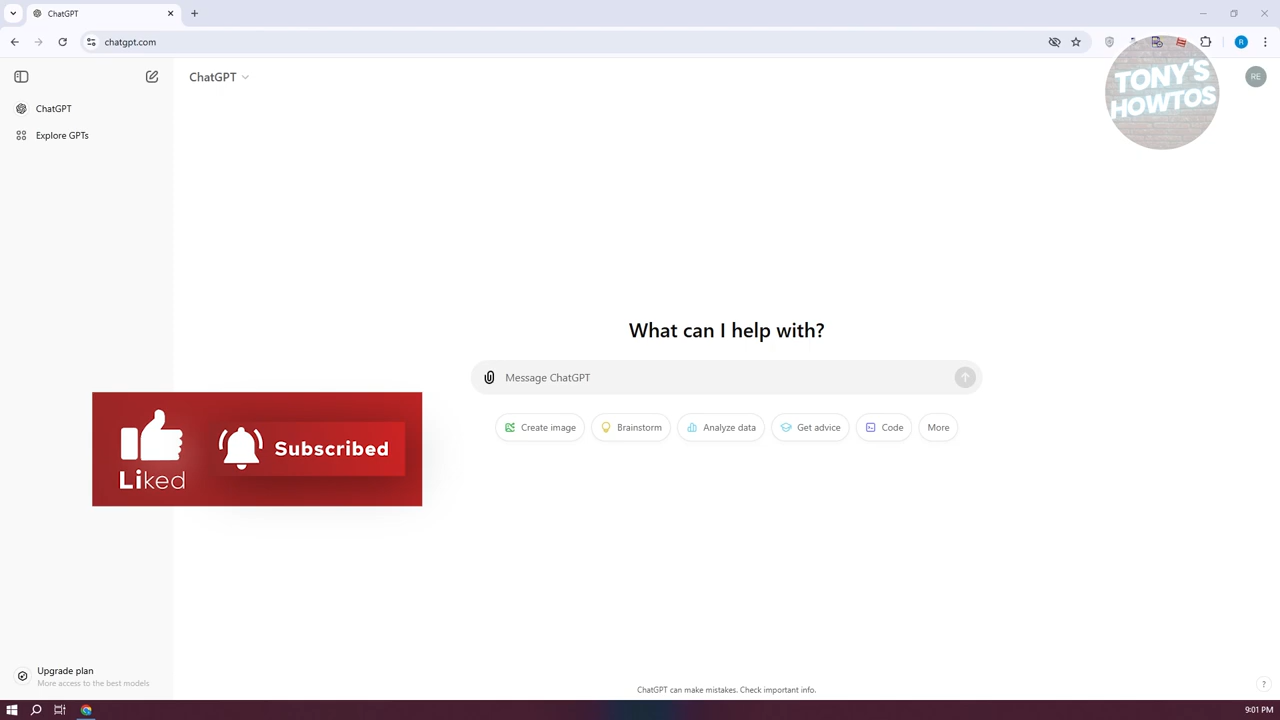 ChatGPT
chatgpt.com
ChatGPT
RE
TONY'S
HOWTOS
ChatGPT
Explore GPTs
What can I help with?
Message ChatGPT
Create image
Brainstorm
Analyze data
Get advice
Code
More
Liked
Subscribed
Upgrade plan
More access to the best models
ChatGPT can make mistakes. Check important info.
?
R
9:01 PM